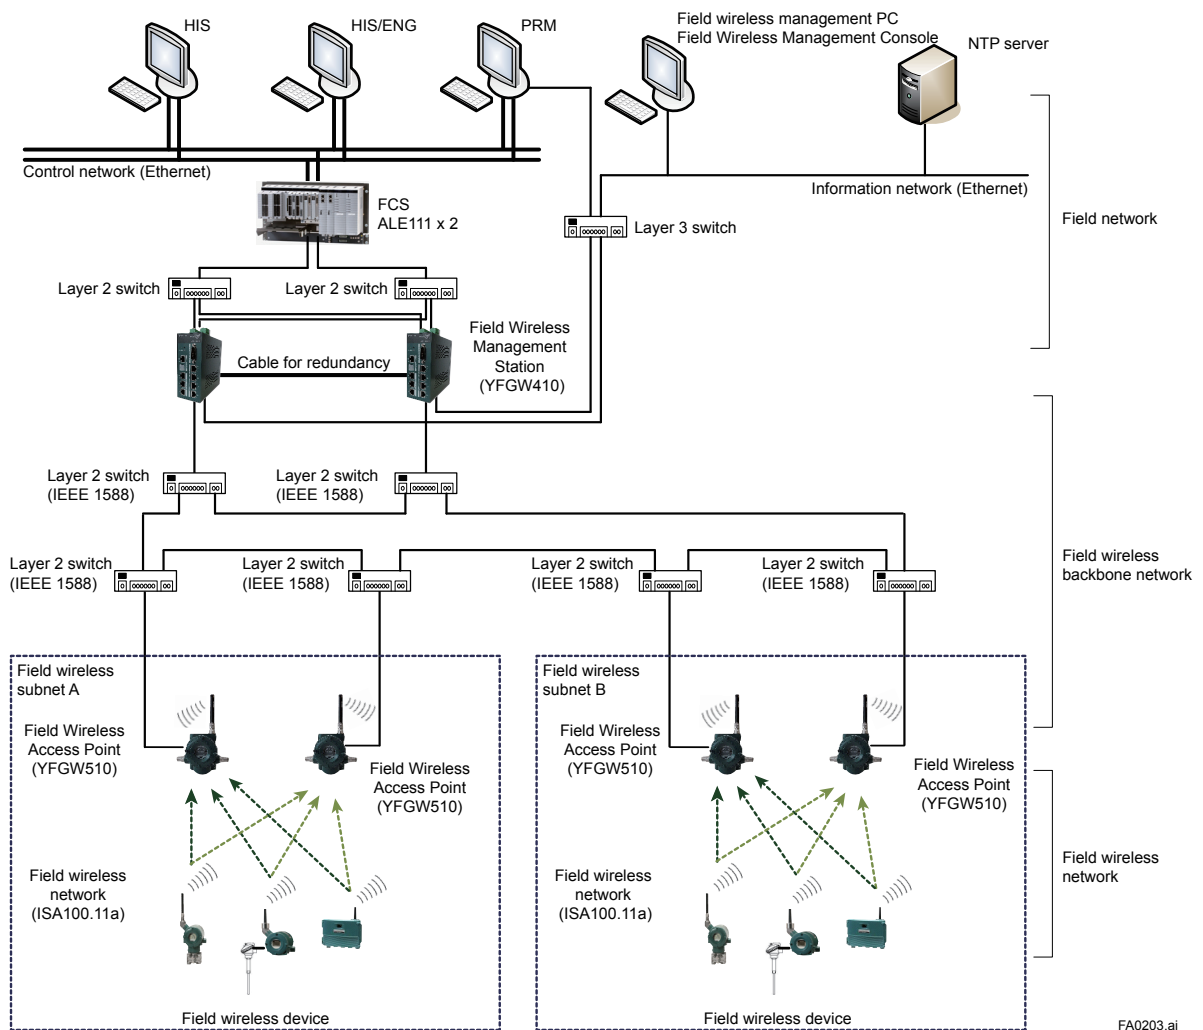 HIS
HIS/ENG
PRM
Field wireless management PC
Field Wireless Management Console
NTP server
Control network (Ethernet)
Information network (Ethernet)
FCS
ALE111 x 2
Layer 3 switch
Field network
Layer 2 switch
Layer 2 switch
Field Wireless
Management
Station
(YFGW410)
Cable for redundancy
Layer 2 switch
(IEEE 1588)
Layer 2 switch
(IEEE 1588)
Layer 2 switch
(IEEE 1588)
Layer 2 switch
(IEEE 1588)
Layer 2 switch
(IEEE 1588)
Layer 2 switch
(IEEE 1588)
Field wireless
backbone network
Field wireless
subnet A
Field wireless
subnet B
Field Wireless
Access Point
(YFGW510)
Field Wireless
Access Point
(YFGW510)
Field Wireless
Access Point
(YFGW510)
Field Wireless
Access Point
(YFGW510)
Field wireless
network
(ISA100.11a)
Field wireless
network
(ISA100.11a)
Field wireless
network
Field wireless device
Field wireless device
FA0203.ai